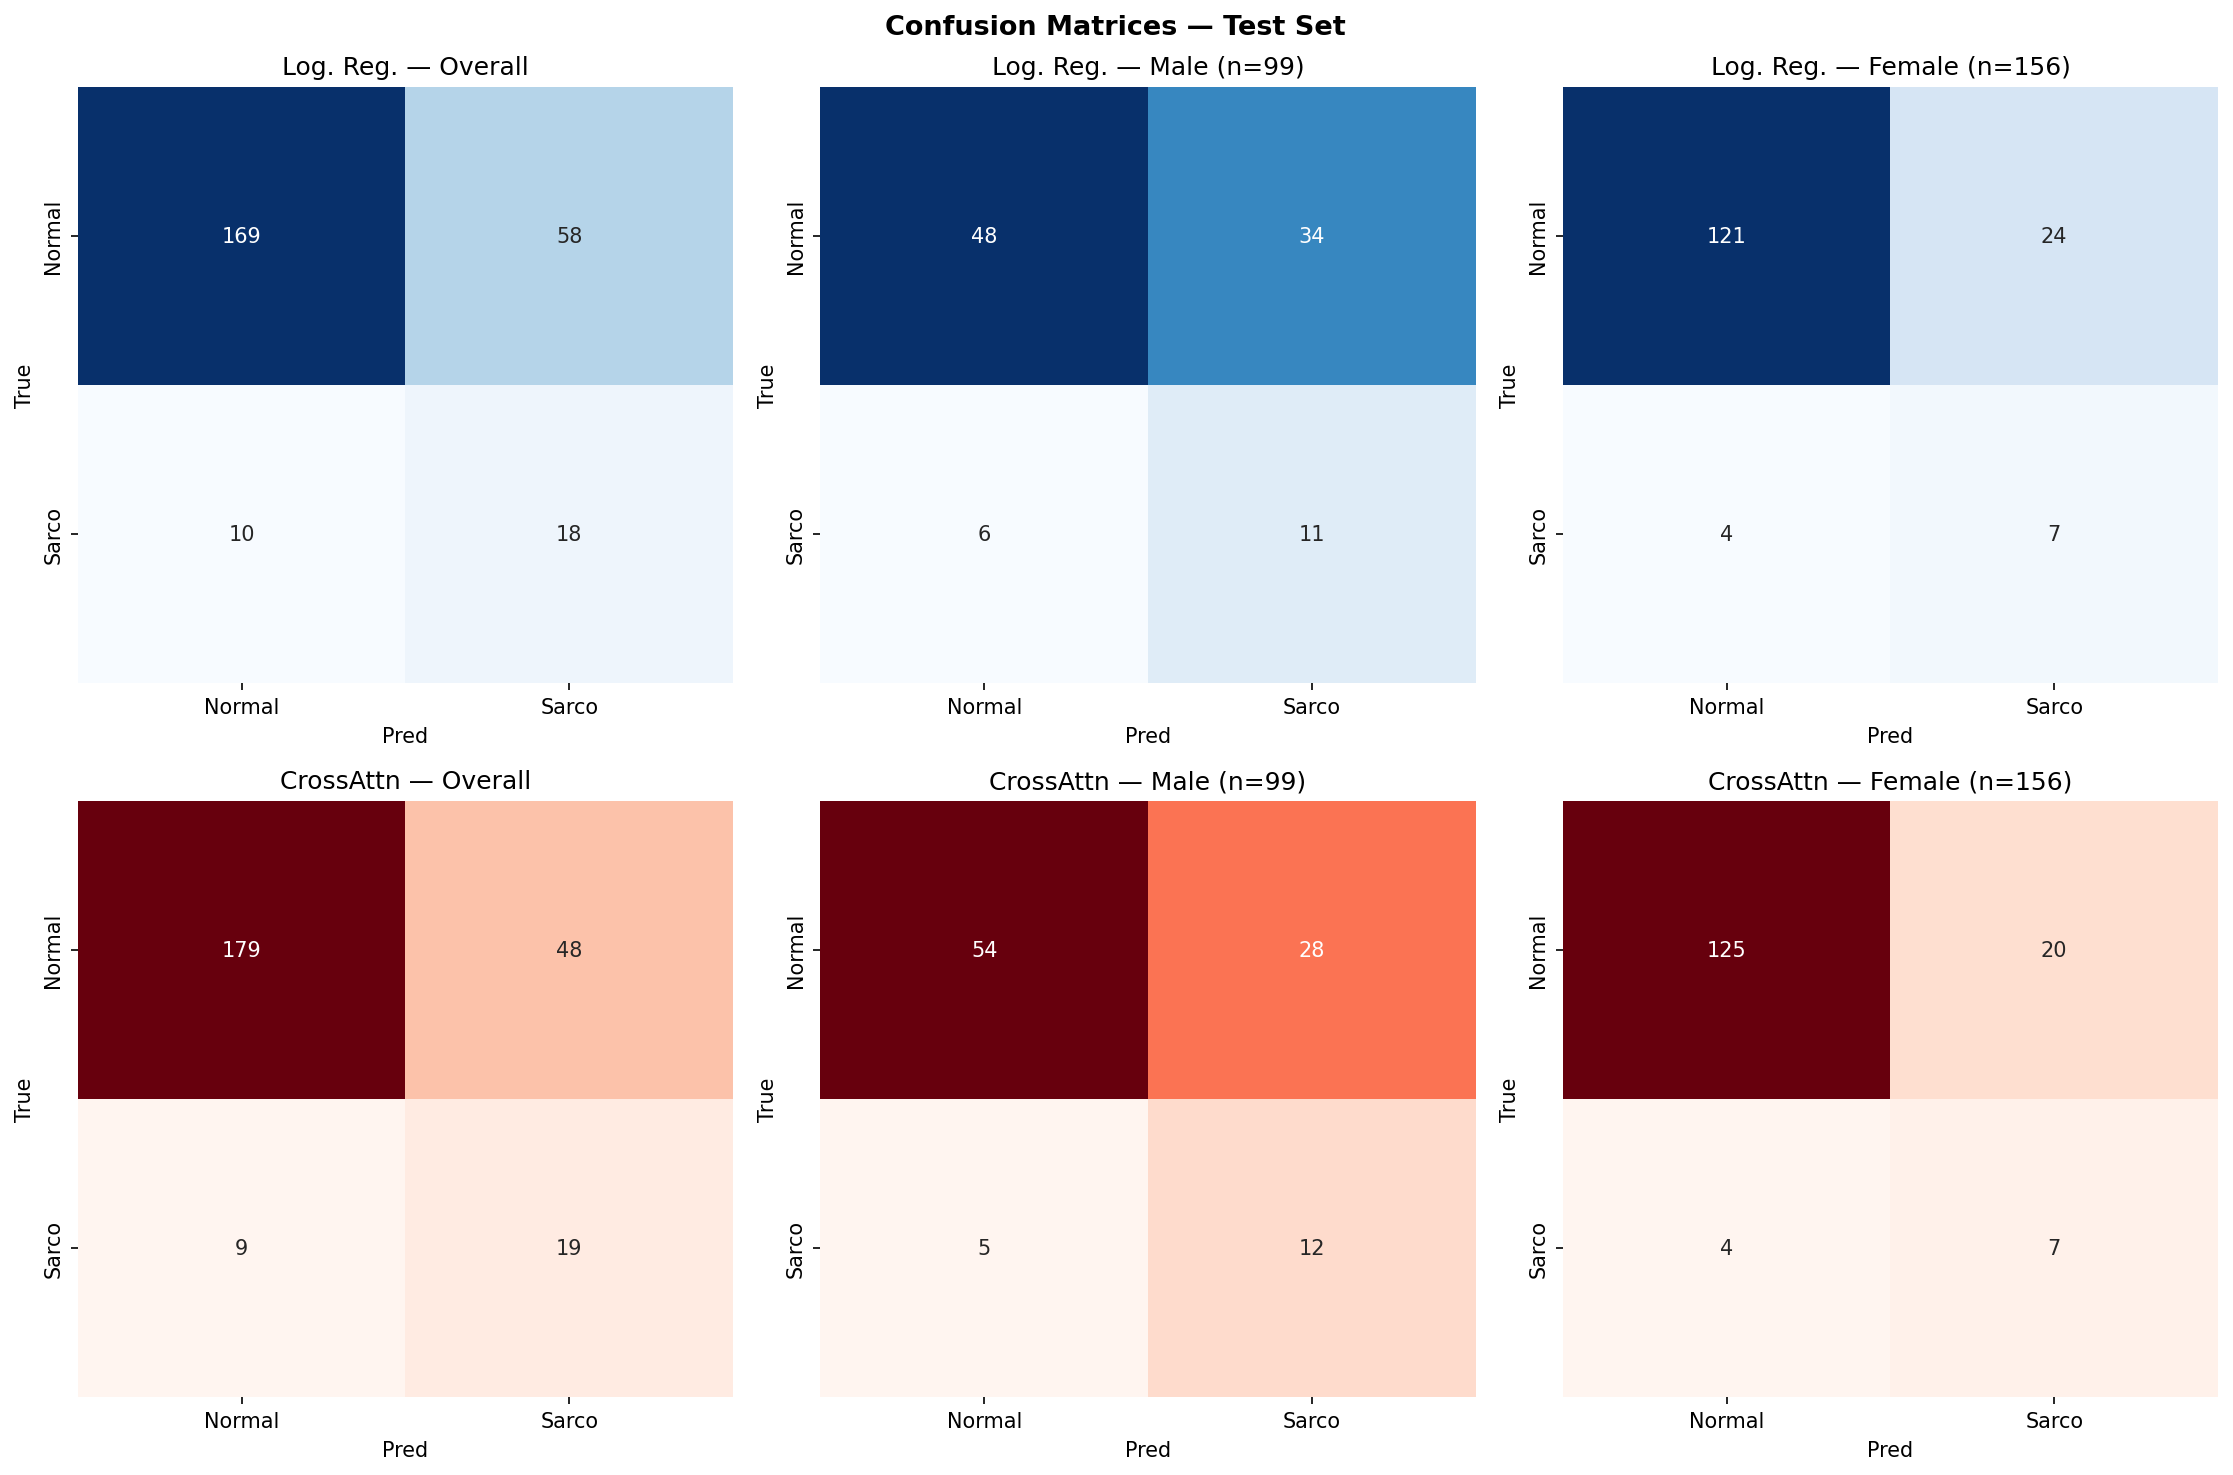 Confusion Matrices — Test Set
Log. Reg. — Overall
Log. Reg. — Male (n=99)
Log. Reg. — Female (n=156)
True
Normal
169
58
Sarco
10
18
Normal
Sarco
Pred
True
Normal
48
34
Sarco
6
11
Normal
Sarco
Pred
True
Normal
121
24
Sarco
4
7
Normal
Sarco
Pred
CrossAttn — Overall
CrossAttn — Male (n=99)
CrossAttn — Female (n=156)
True
Normal
179
48
Sarco
9
19
Normal
Sarco
Pred
True
Normal
54
28
Sarco
5
12
Normal
Sarco
Pred
True
Normal
125
20
Sarco
4
7
Normal
Sarco
Pred